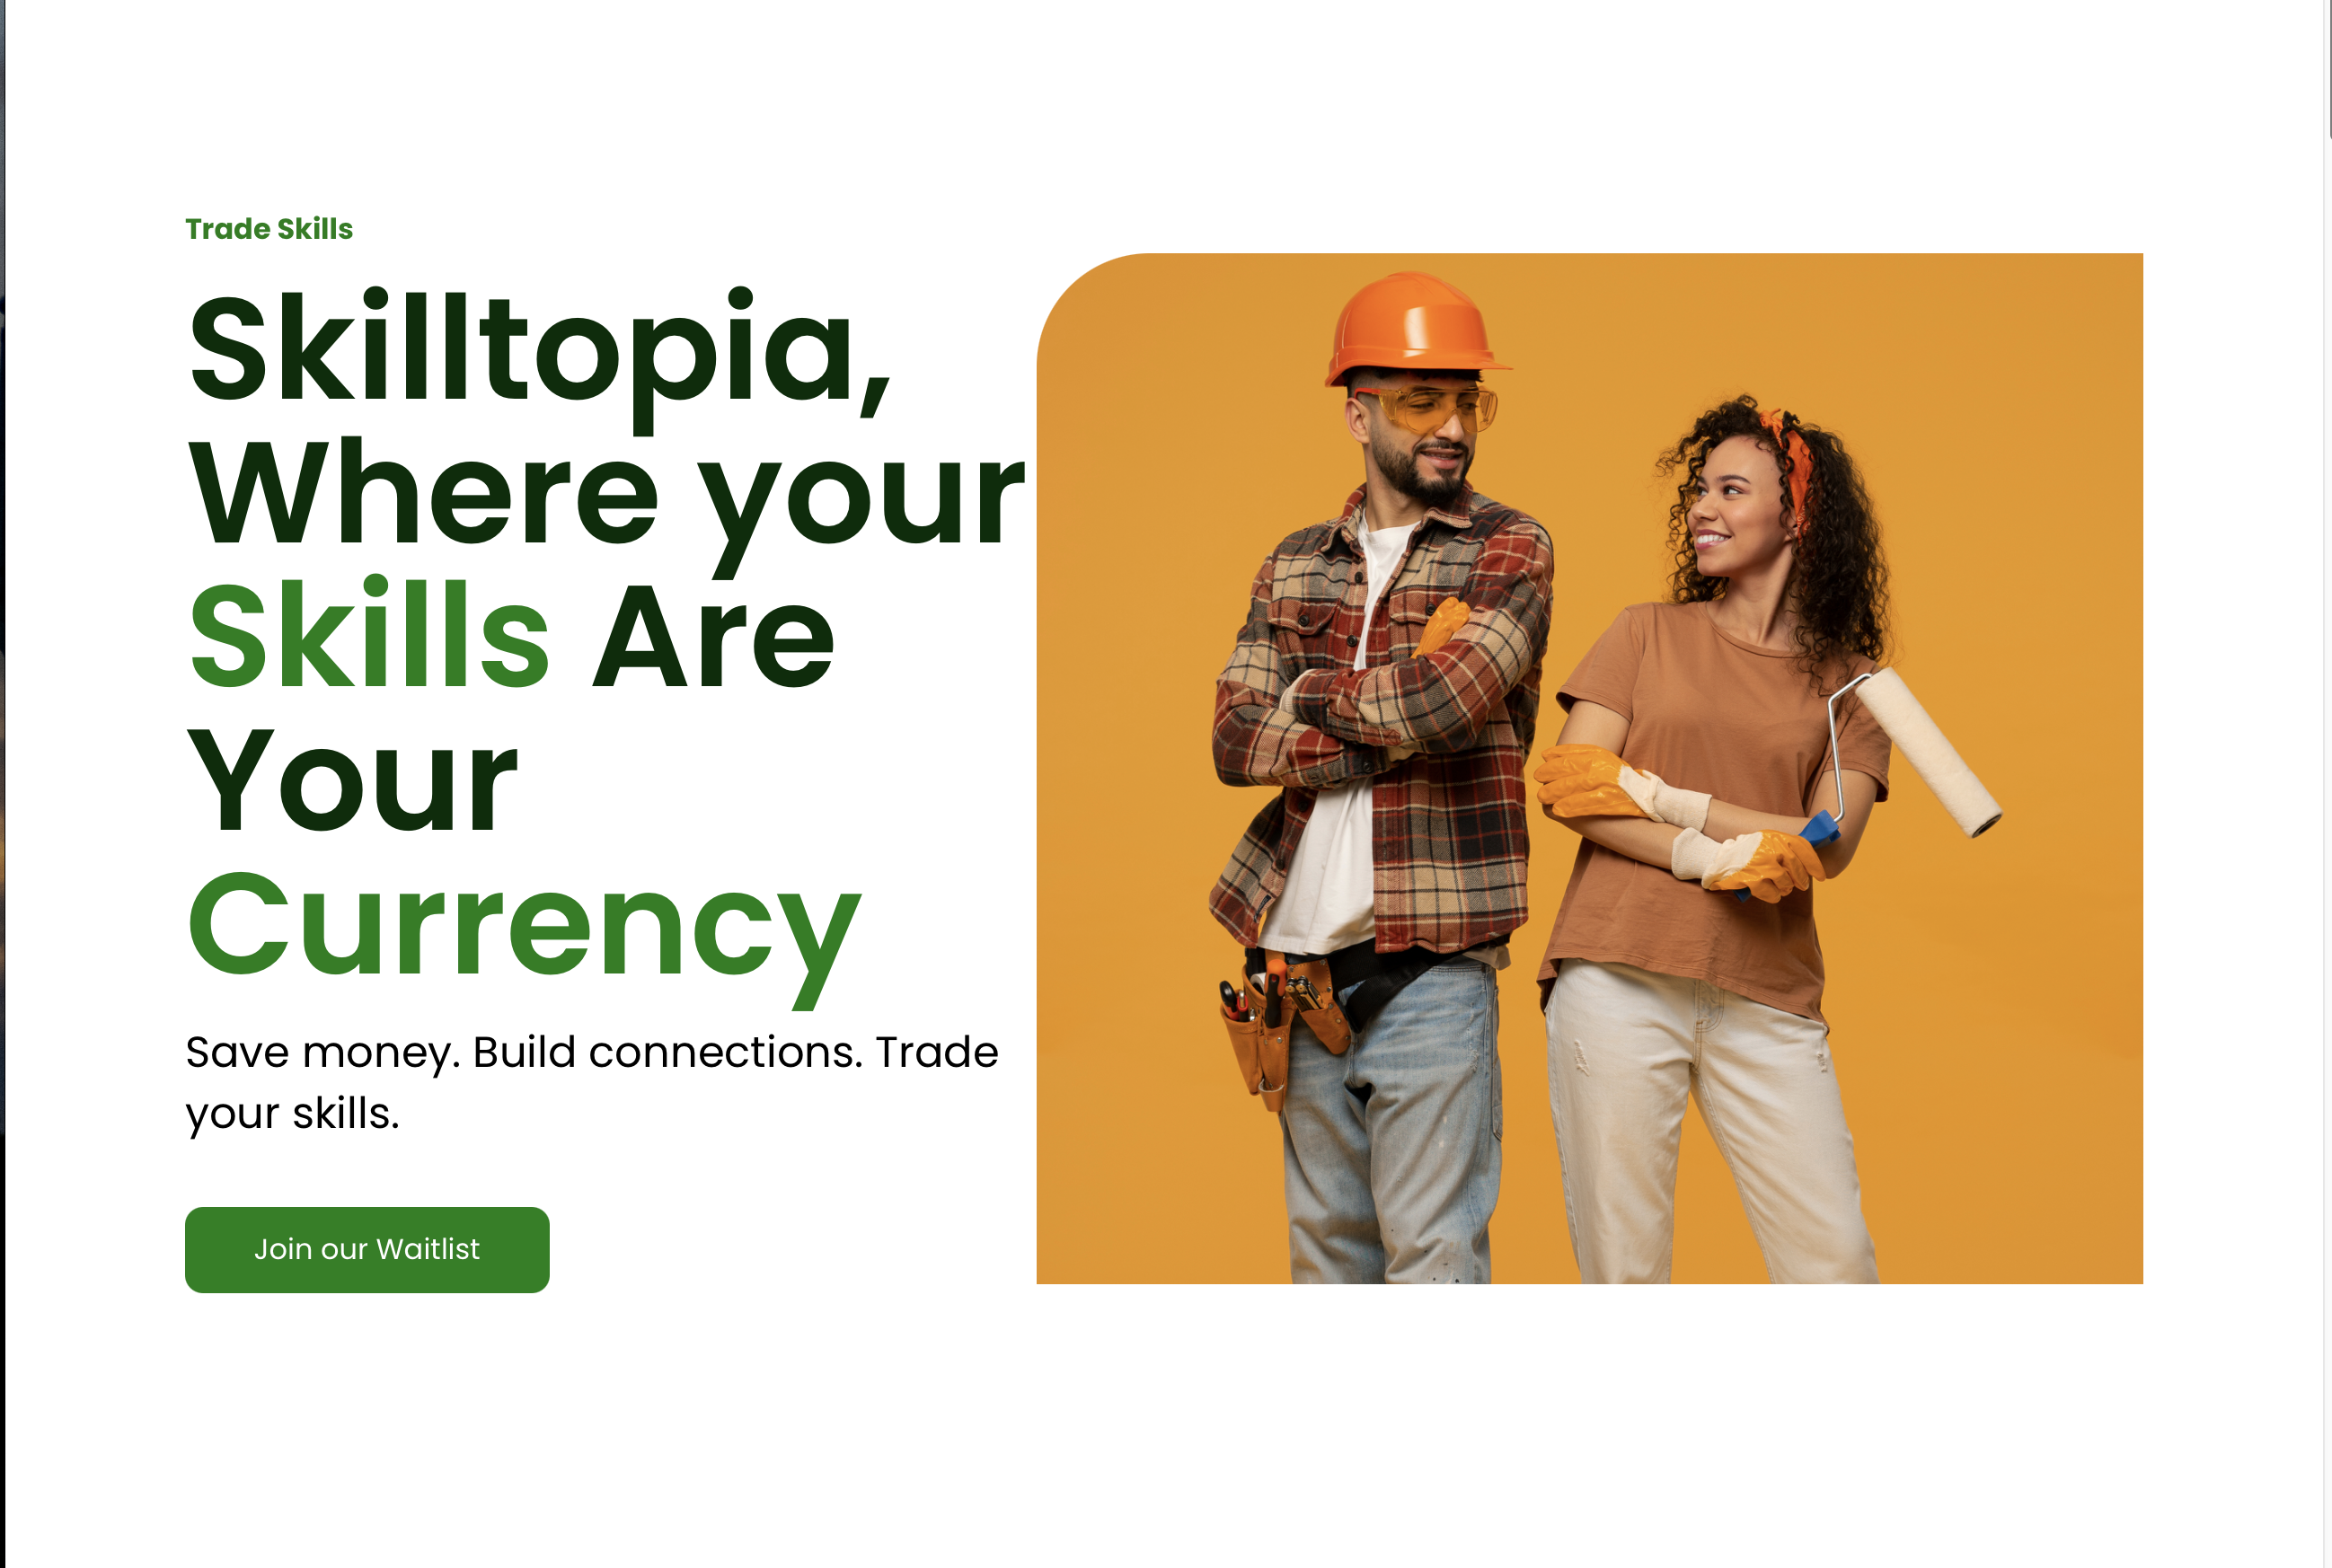 Trade Skills
Skilltopia,
Where your
Skills Are
Your
Currency
Save money. Build connections. Trade
your skills.
Join our Waitlist